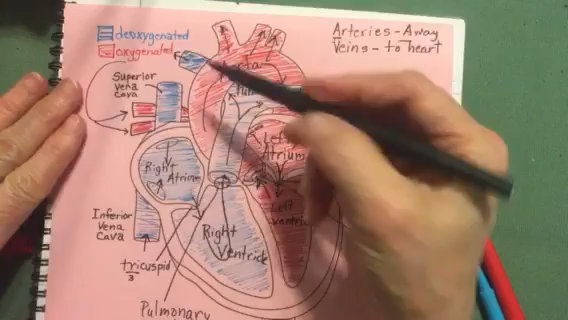 deoxygenated
oxygenated
Arteries - Away
Veins - to heart
Superior
Vena
Cava
Left
Atrium
Right
Atrium
Left
Inferior
Vena
Cava
Right
Ventricle
tricuspid
3
Pulmonary